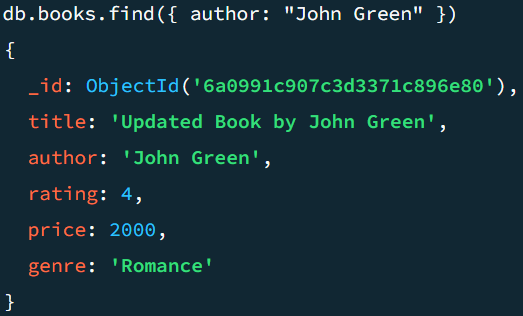 db.books.find({ author: "John Green" })
{
_id: ObjectId('6a0991c907c3d3371c896e80'),
title: 'Updated Book by John Green',
author: 'John Green',
rating: 4,
price: 2000,
genre: 'Romance'
}